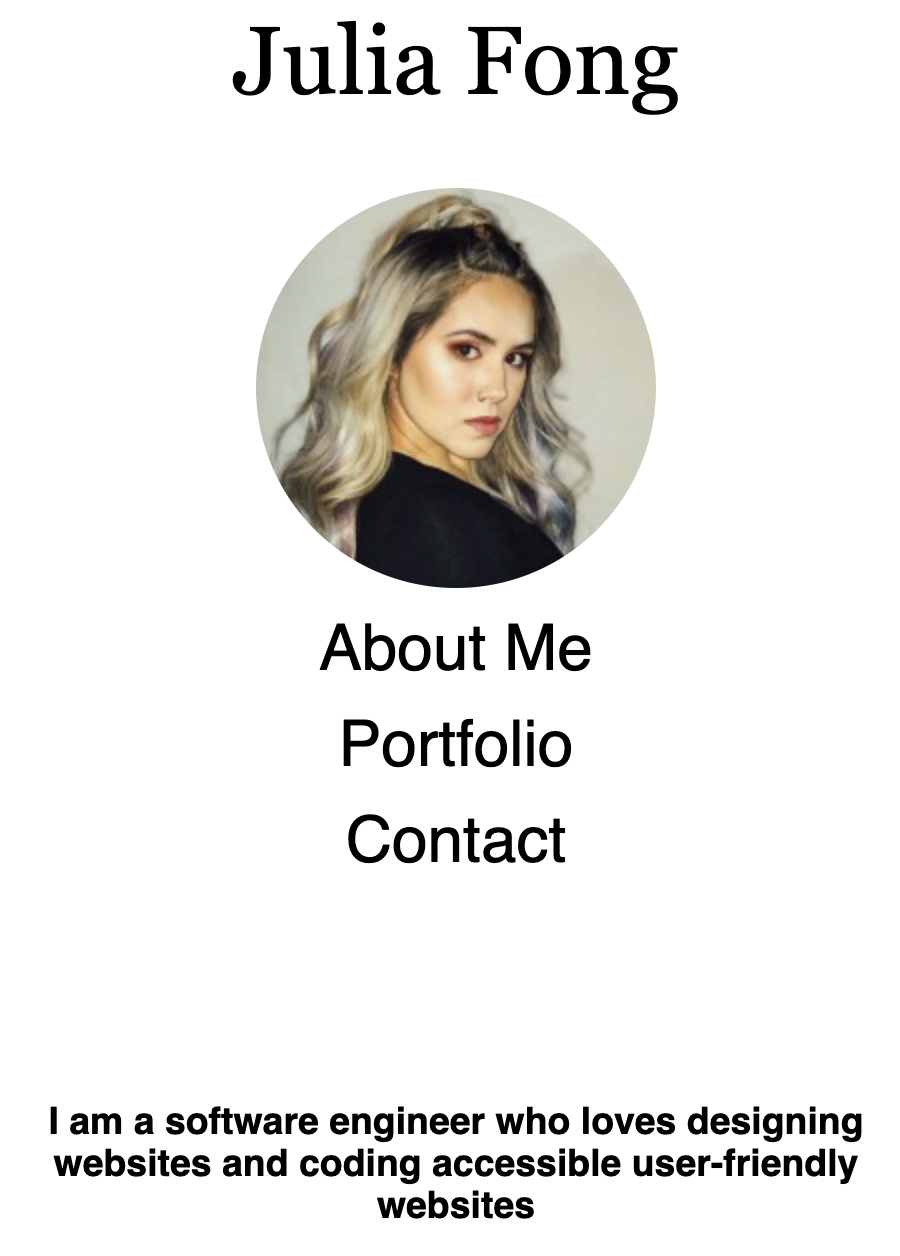 Julia Fong
About Me
Portfolio
Contact
I am a software engineer who loves designing
websites and coding accessible user-friendly
websites